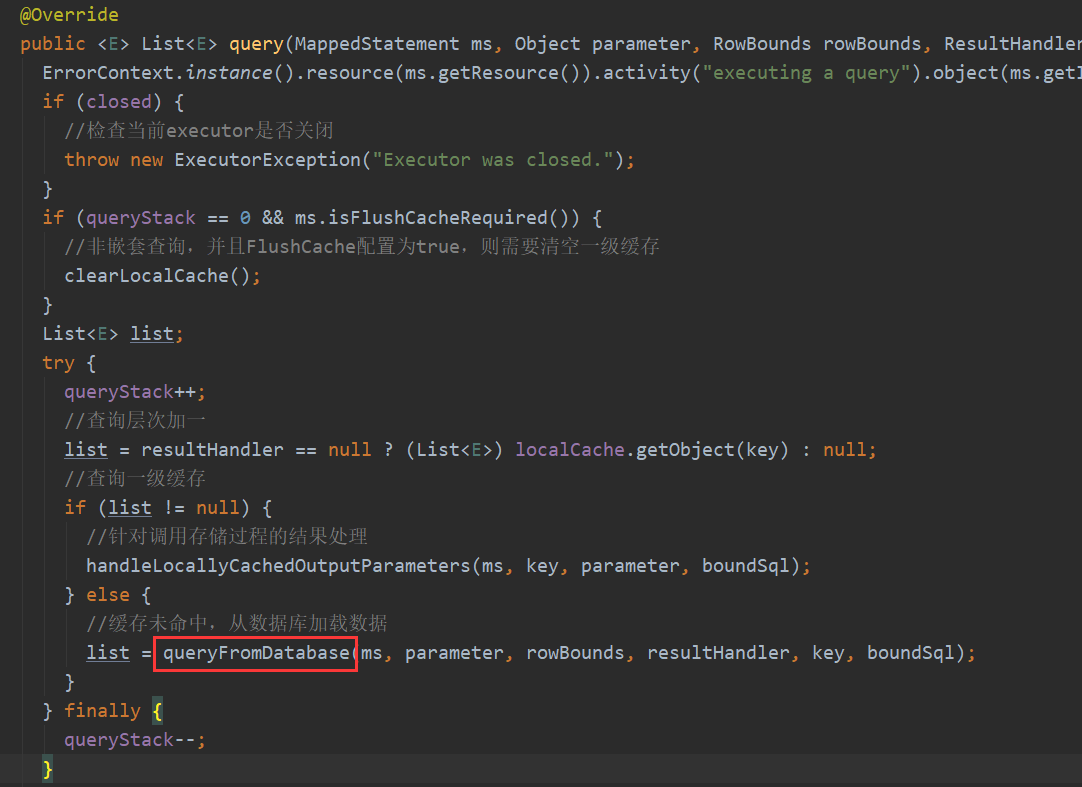 @Override
public <E> List<E> query(MappedStatement ms, Object parameter, RowBounds rowBounds, ResultHandler
ErrorContext.instance().resource(ms.getResource()).activity("executing a query").object(ms.getI
if (closed) {
//检查当前executor是否关闭
throw new ExecutorException("Executor was closed.");
}
if (queryStack == 0 && ms.isFlushCacheRequired()) {
//非嵌套查询，并且FlushCache配置为true，则需要清空一级缓存
clearLocalCache();
}
List<E> list;
try {
queryStack++;
//查询层次加一
list = resultHandler == null ? (List<E>) localCache.getObject(key) : null;
//查询一级缓存
if (list != null) {
//针对调用存储过程的结果处理
handleLocallyCachedOutputParameters(ms, key, parameter, boundSql);
} else {
//缓存未命中，从数据库加载数据
list = queryFromDatabase(ms, parameter, rowBounds, resultHandler, key, boundSql);
}
} finally {
queryStack--;
}